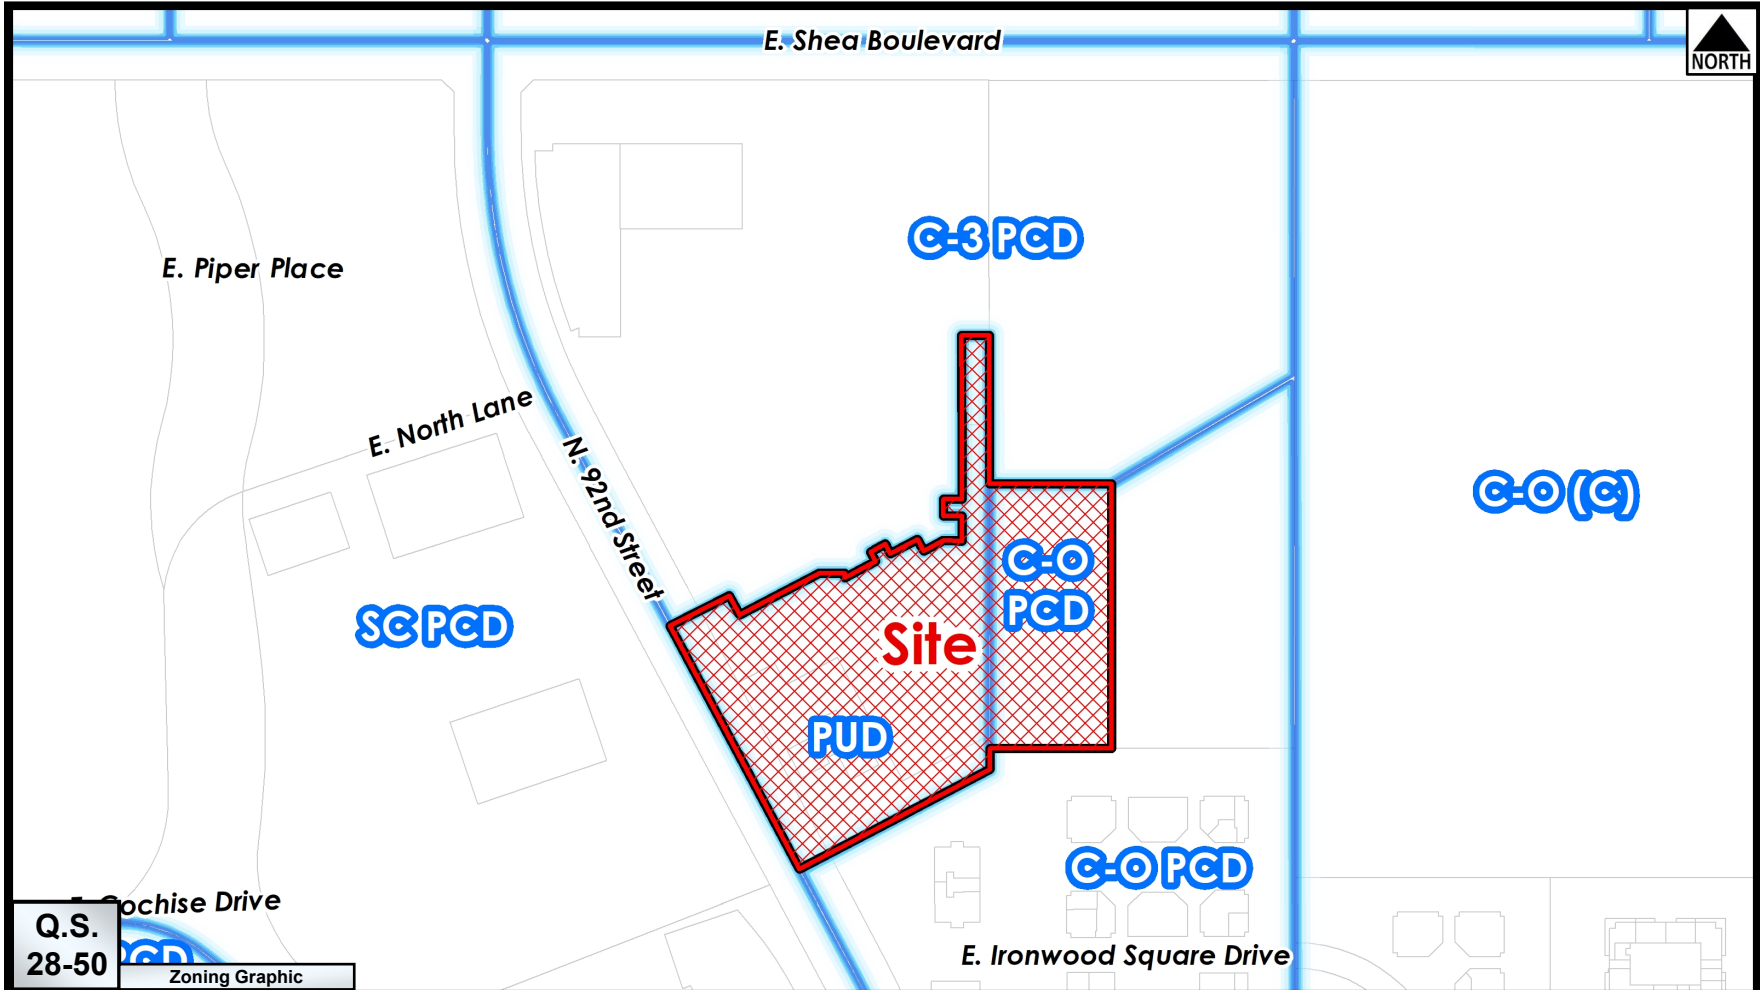 E. Shea Boulevard
NORTH
C-3 PCD
E. Piper Place
E. North Lane
N. 92nd Street
C-O (C)
C-O
PCD
SC PCD
Site
PUD
C-O PCD
Cochise Drive
Q.S.
28-50
PCD
E. Ironwood Square Drive
Zoning Graphic